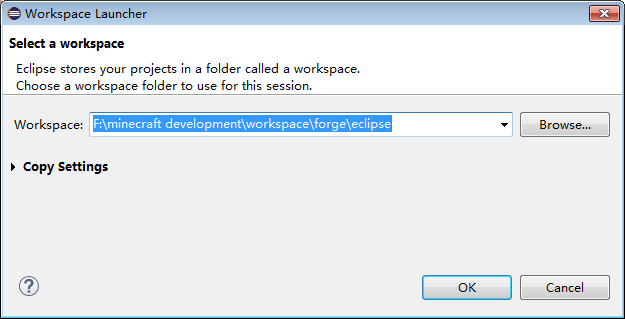 Workspace Launcher
Select a workspace
Eclipse stores your projects in a folder called a workspace.
Choose a workspace folder to use for this session.
Workspace: F:\minecraft development\workspace\forge\eclipse Browse...
Copy Settings
? OK Cancel